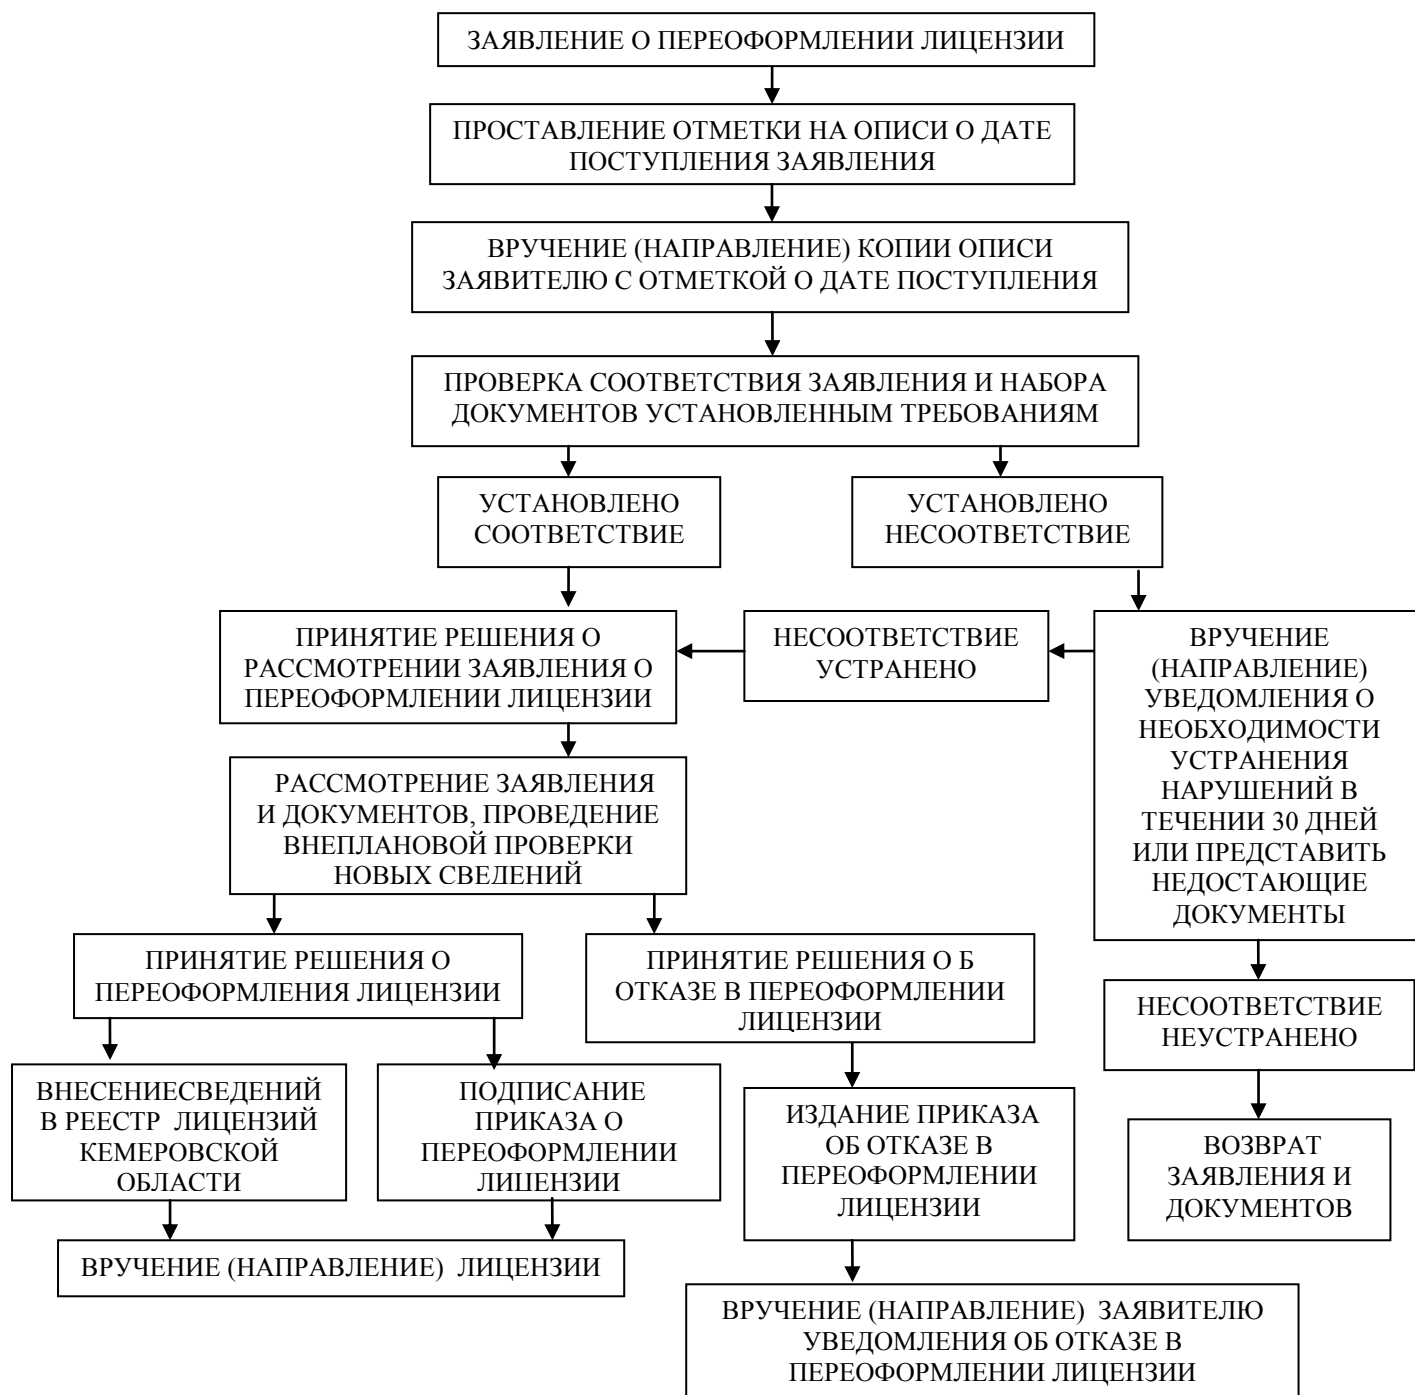 ЗАЯВЛЕНИЕ О ПЕРЕОФОРМЛЕНИИ ЛИЦЕНЗИИ
ПРОСТАВЛЕНИЕ ОТМЕТКИ НА ОПИСИ О ДАТЕ
ПОСТУПЛЕНИЯ ЗАЯВЛЕНИЯ
ВРУЧЕНИЕ (НАПРАВЛЕНИЕ) КОПИИ ОПИСИ
ЗАЯВИТЕЛЮ С ОТМЕТКОЙ О ДАТЕ ПОСТУПЛЕНИЯ
ПРОВЕРКА СООТВЕТСТВИЯ ЗАЯВЛЕНИЯ И НАБОРА
ДОКУМЕНТОВ УСТАНОВЛЕННЫМ ТРЕБОВАНИЯМ
УСТАНОВЛЕНО
СООТВЕТСТВИЕ
УСТАНОВЛЕНО
НЕСООТВЕТСТВИЕ
ПРИНЯТИЕ РЕШЕНИЯ О
РАССМОТРЕНИИ ЗАЯВЛЕНИЯ О
ПЕРЕОФОРМЛЕНИИ ЛИЦЕНЗИИ
НЕСООТВЕТСТВИЕ
УСТРАНЕНО
ВРУЧЕНИЕ
(НАПРАВЛЕНИЕ)
УВЕДОМЛЕНИЯ О
НЕОБХОДИМОСТИ
УСТРАНЕНИЯ
НАРУШЕНИЙ В
ТЕЧЕНИИ 30 ДНЕЙ
ИЛИ ПРЕДСТАВИТЬ
НЕДОСТАЮЩИЕ
ДОКУМЕНТЫ
РАССМОТРЕНИЕ ЗАЯВЛЕНИЯ
И ДОКУМЕНТОВ, ПРОВЕДЕНИЕ
ВНЕПЛАНОВОЙ ПРОВЕРКИ
НОВЫХ СВЕДЕНИЙ
ПРИНЯТИЕ РЕШЕНИЯ О
ПЕРЕОФОРМЛЕНИЯ ЛИЦЕНЗИИ
ПРИНЯТИЕ РЕШЕНИЯ О Б
ОТКАЗЕ В ПЕРЕОФОРМЛЕНИИ
ЛИЦЕНЗИИ
НЕСООТВЕТСТВИЕ
НЕУСТРАНЕНО
ВНЕСЕНИЕСВЕДЕНИЙ
В РЕЕСТР ЛИЦЕНЗИЙ
КЕМЕРОВСКОЙ
ОБЛАСТИ
ПОДПИСАНИЕ
ПРИКАЗА О
ПЕРЕОФОРМЛЕНИИ
ЛИЦЕНЗИИ
ИЗДАНИЕ ПРИКАЗА
ОБ ОТКАЗЕ В
ПЕРЕОФОРМЛЕНИИ
ЛИЦЕНЗИИ
ВОЗВРАТ
ЗАЯВЛЕНИЯ И
ДОКУМЕНТОВ
ВРУЧЕНИЕ (НАПРАВЛЕНИЕ) ЛИЦЕНЗИИ
ВРУЧЕНИЕ (НАПРАВЛЕНИЕ) ЗАЯВИТЕЛЮ
УВЕДОМЛЕНИЯ ОБ ОТКАЗЕ В
ПЕРЕОФОРМЛЕНИИ ЛИЦЕНЗИИ